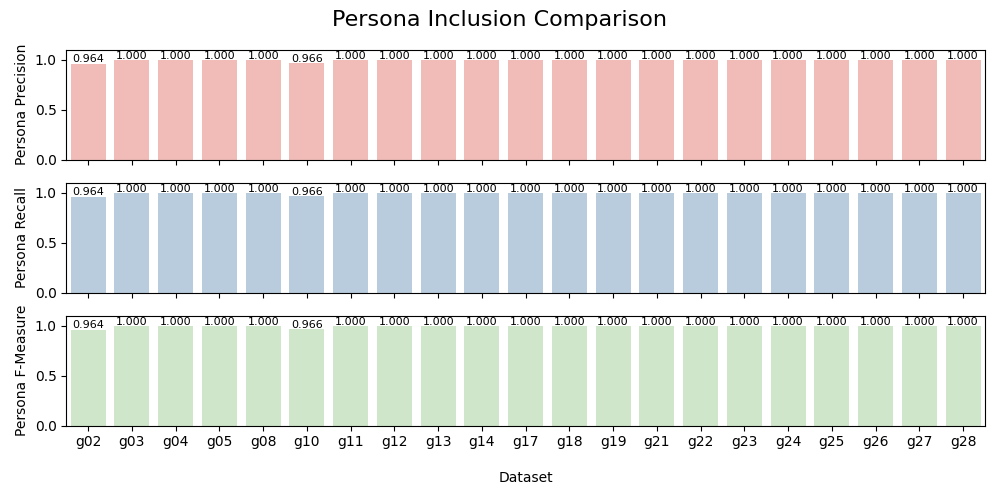 Persona Inclusion Comparison
Persona Precision
1.0
0.5
0.0
0.964 1.000 1.000 1.000 1.000 0.966 1.000 1.000 1.000 1.000 1.000 1.000 1.000 1.000 1.000 1.000 1.000 1.000 1.000 1.000 1.000
Persona Recall
1.0
0.5
0.0
0.964 1.000 1.000 1.000 1.000 0.966 1.000 1.000 1.000 1.000 1.000 1.000 1.000 1.000 1.000 1.000 1.000 1.000 1.000 1.000 1.000
Persona F-Measure
1.0
0.5
0.0
0.964 1.000 1.000 1.000 1.000 0.966 1.000 1.000 1.000 1.000 1.000 1.000 1.000 1.000 1.000 1.000 1.000 1.000 1.000 1.000 1.000
g02 g03 g04 g05 g08 g10 g11 g12 g13 g14 g17 g18 g19 g21 g22 g23 g24 g25 g26 g27 g28
Dataset